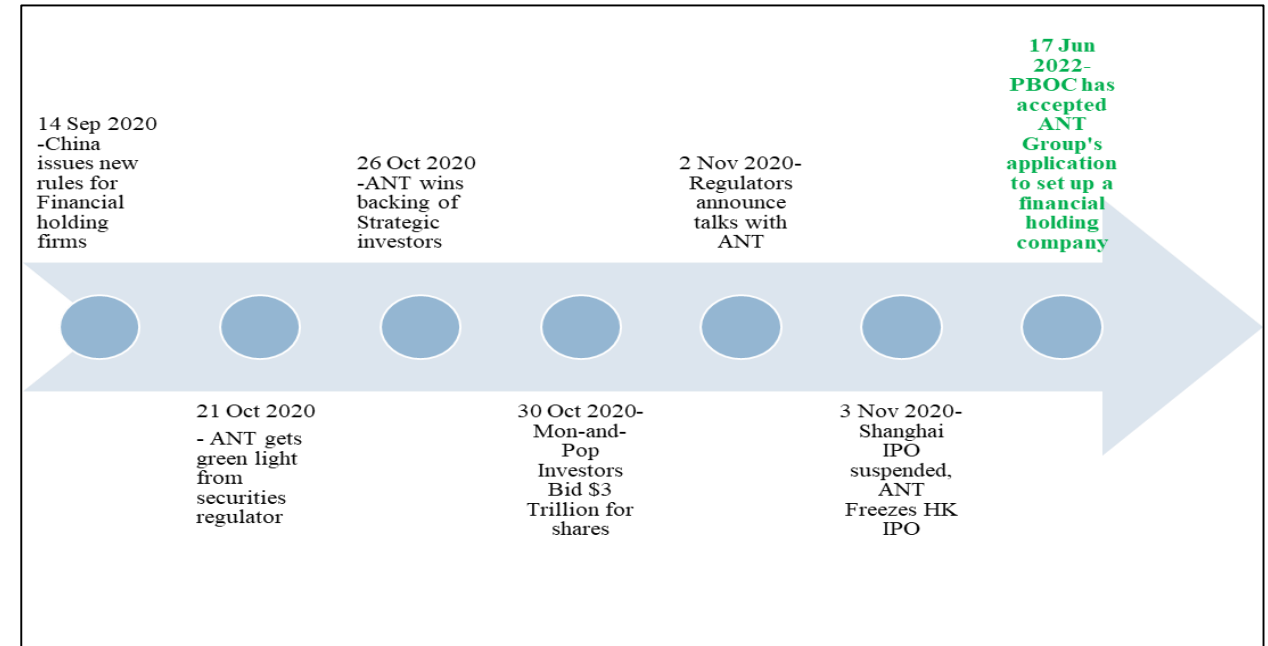 14 Sep 2020
-China
issues new
rules for
Financial
holding
firms
21 Oct 2020
- ANT gets
green light
from
securities
regulator
26 Oct 2020
-ANT wins
backing of
Strategic
investors
30 Oct 2020-
Mon-and-
Pop
Investors
Bid $3
Trillion for
shares
2 Nov 2020-
Regulators
announce
talks with
ANT
3 Nov 2020-
Shanghai
IPO
suspended,
ANT
Freezes HK
IPO
17 Jun
2022-
PBOC has
accepted
ANT
Group's
application
to set up a
financial
holding
company